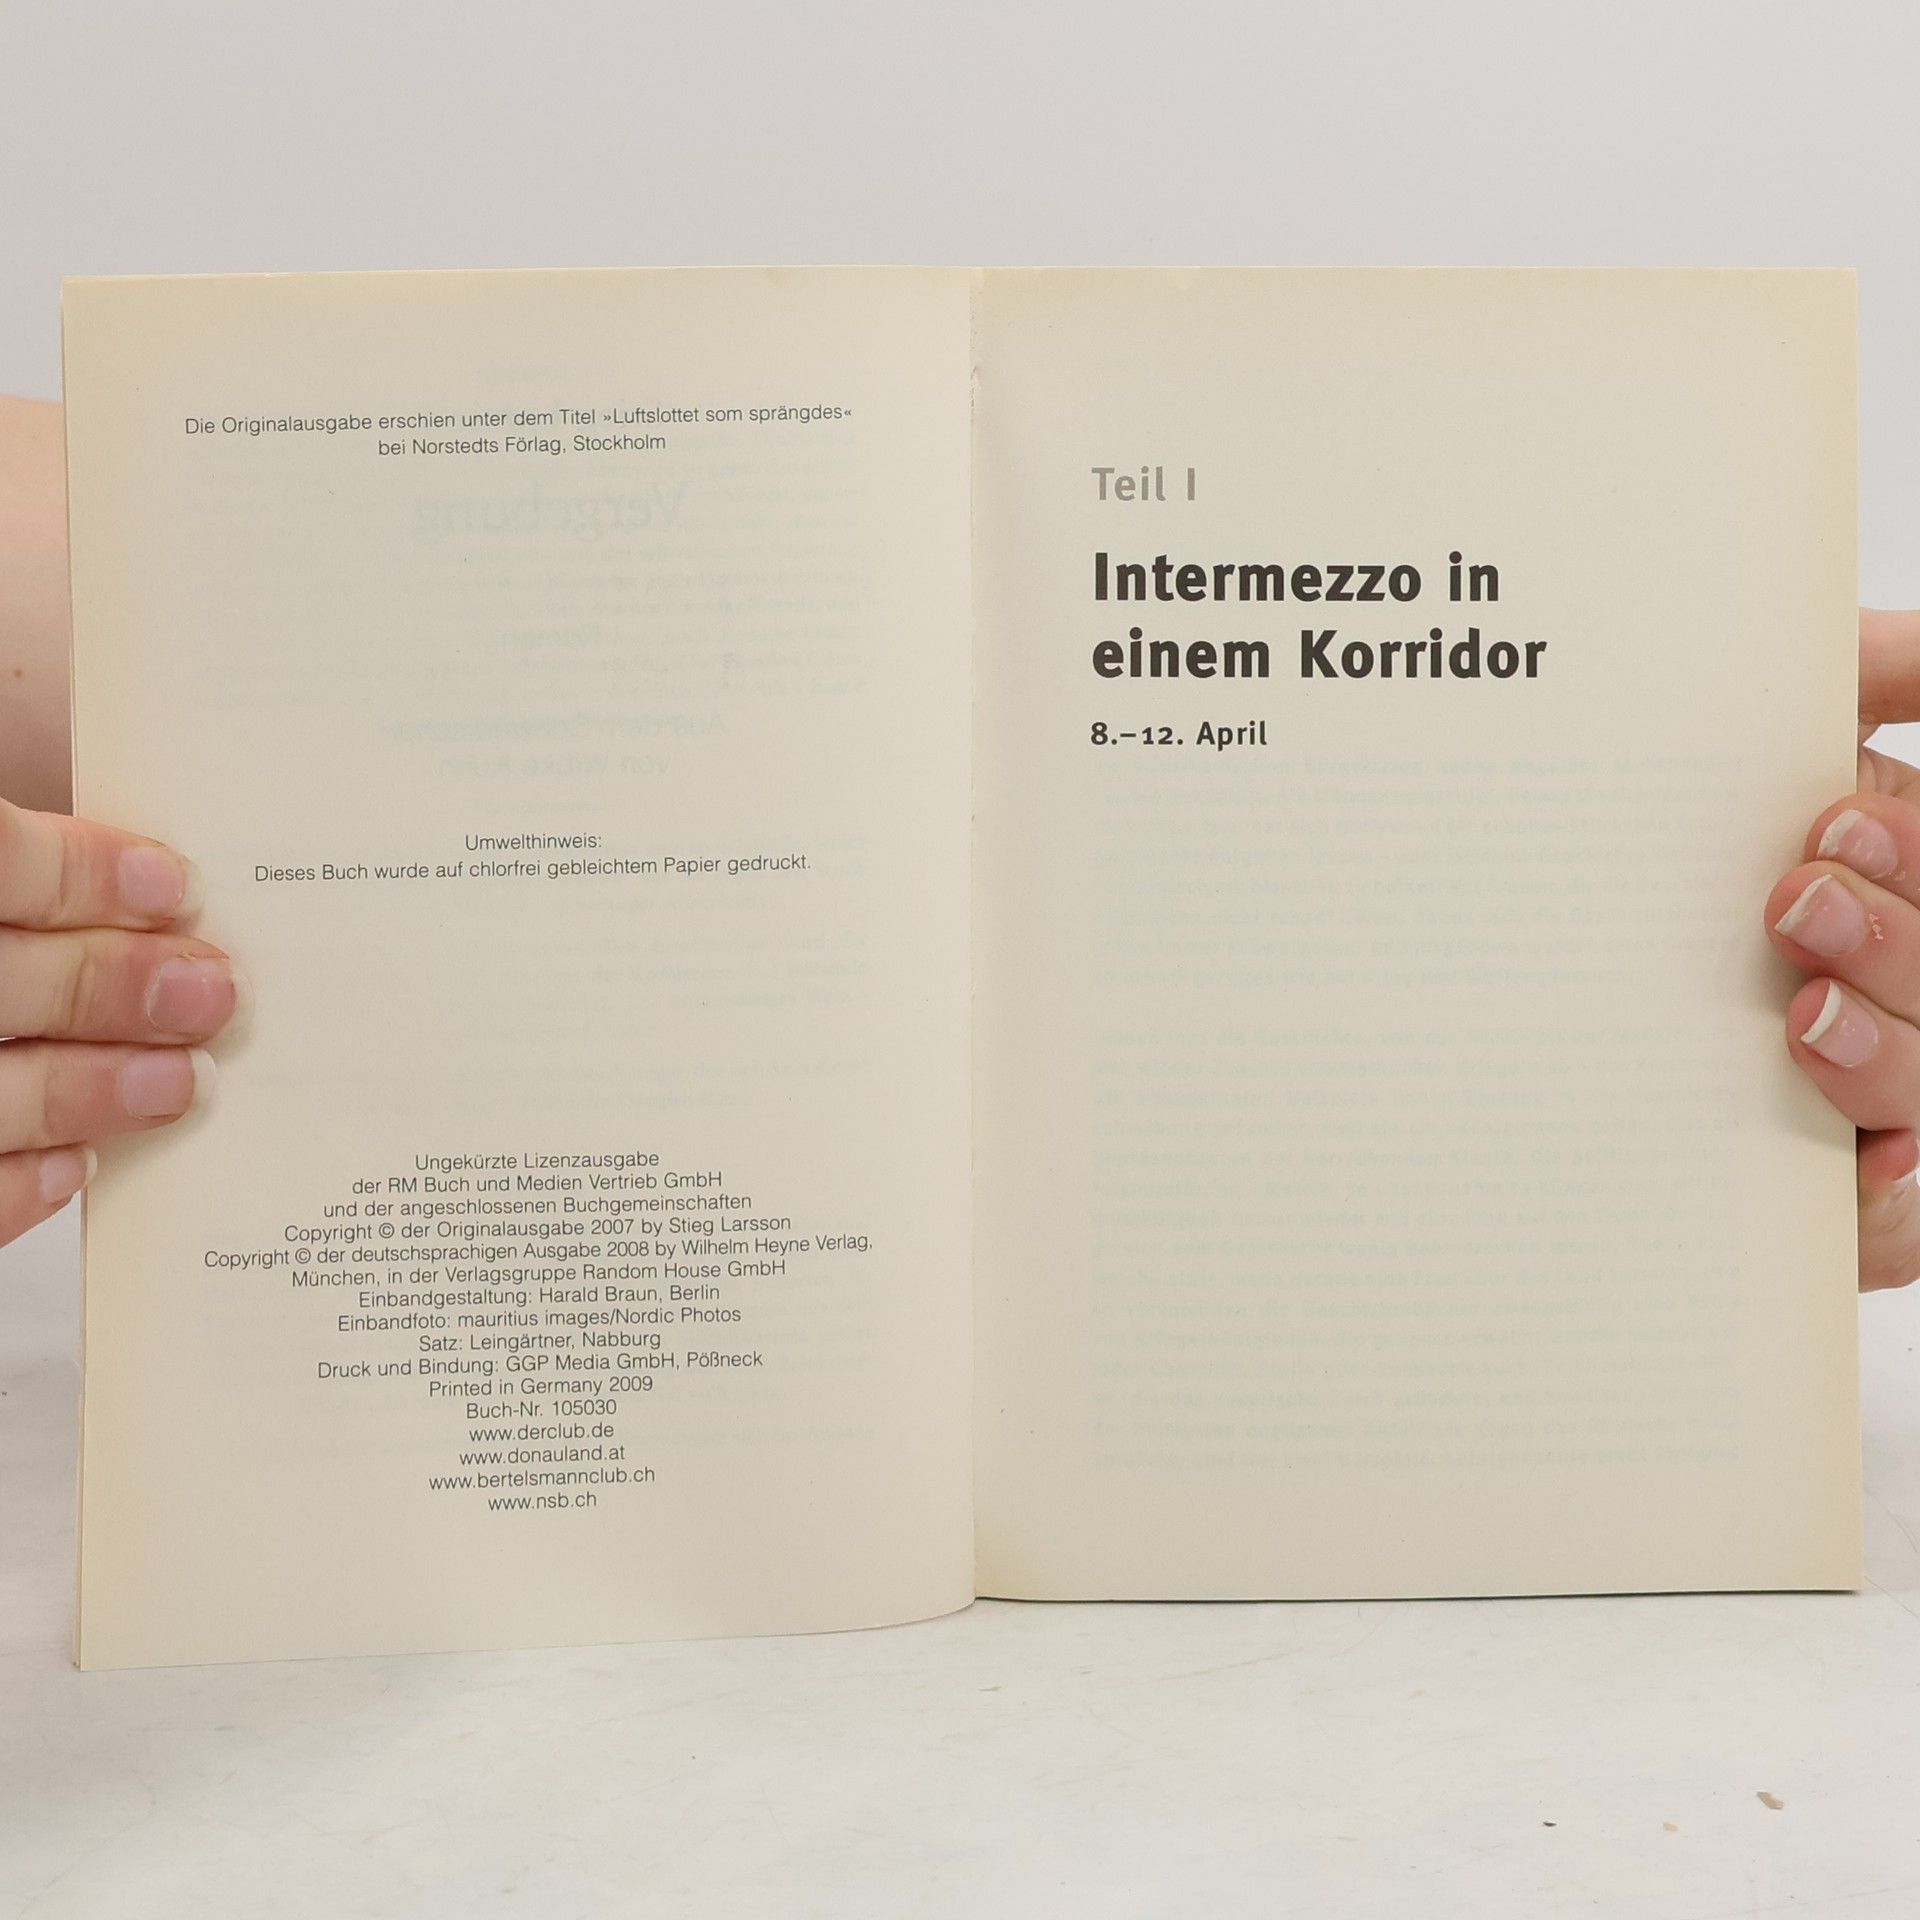 Die Originalausgabe erschien unter dem Titel »Luftslottet som sprängdes«
bei Norstedts Förlag, Stockholm
Umwelthinweis:
Dieses Buch wurde auf chlorfrei gebleichtem Papier gedruckt.
Ungekürzte Lizenzausgabe
der RM Buch und Medien Vertrieb GmbH
und der angeschlossenen Buchgemeinschaften
Copyright © der Originalausgabe 2007 by Stieg Larsson
Copyright © der deutschsprachigen Ausgabe 2008 by Wilhelm Heyne Verlag,
München, in der Verlagsgruppe Random House GmbH
Einbandgestaltung: Harald Braun, Berlin
Einbandfoto: mauritius images/Nordic Photos
Satz: Leingärtner, Nabburg
Druck und Bindung: GGP Media GmbH, Pößneck
Printed in Germany 2009
Buch-Nr. 105030
www.derclub.de
www.donauland.at
www.bertelsmannclub.ch
www.nsb.ch
Teil I
Intermezzo in
einem Korridor
8.–12. April